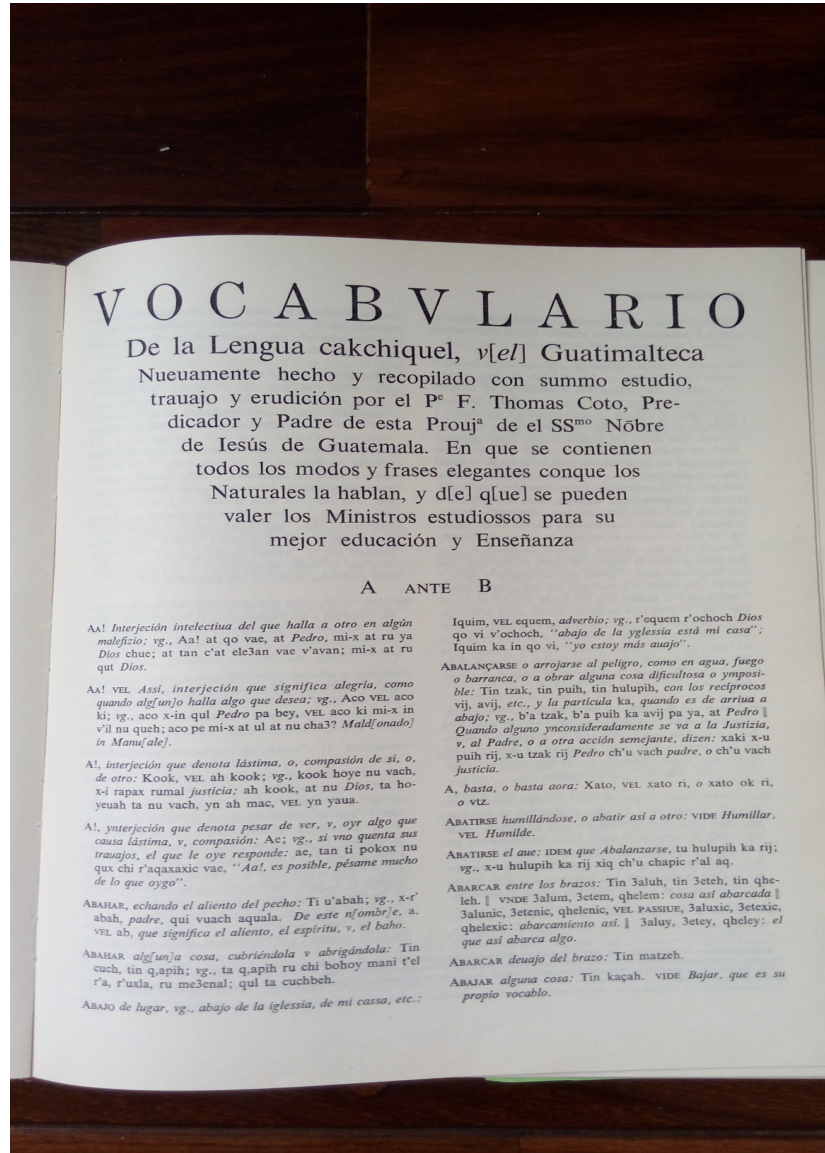 VOCABVLARIO
De la Lengua cakchiquel, v[el] Guatimalteca
Nueuamente hecho y recopilado con summo estudio,
trauajo y erudición por el Pe F. Thomas Coto, Pre-
dicador y Padre de esta Prouja de el SSmo Nōbre
de Iesús de Guatemala. En que se contienen
todos los modos y frases elegantes conque los
Naturales la hablan, y d[e] q[ue] se pueden
valer los Ministros estudiossos para su
mejor educación y Enseñanza
A ANTE B
AA! Interjeción intelectiua del que halla a otro en algún
malefizio; vg., Aa! at qo vae, at Pedro, mi-x at ru ya
Dios chue; at tan c'at ele3an vae v'avan; mi-x at ru
qut Dios.
AA! VEL Assí, interjeción que significa alegría, como
quando alg[un]o halla algo que desea; vg., Aco VEL aco
ki; vg., aco x-in qul Pedro pa bey, VEL aco ki mi-x in
v'il nu queh; aco pe mi-x at ul at nu cha3? Mald[onado]
in Manu[ale].
A!, interjeción que denota lástima, o, compasión de sí, o,
de otro: Kook, VEL ah kook; vg., kook hoye nu vach,
x-i rapax rumal justicia; ah kook, at nu Dios, ta ho-
yeuah ta nu vach, yn ah mac, VEL yn yaua.
A!, ynterjeción que denota pesar de ver, v, oyr algo que
causa lástima, v, compasión: Ae; vg., si vno quenta sus
trauajos, el que le oye responde: ae, tan ti pokox nu
qux chi r'aqaxaxic vae, "Aa!, es posible, pésame mucho
de lo que oygo".
ABAHAR, echando el aliento del pecho: Ti u'abah; vg., x-r'
abah, padre, qui vuach aquala. De este n[ombr]e, a.
VEL ab, que significa el aliento, el espíritu, v, el baho.
ABAHAR alg[un]a cosa, cubriéndola v abrigándola: Tin
cuch, tin q,apih; vg., ta q,apih ru chi bohoy mani t'el
r'a, r'uxla, ru me3enal; qul ta cuchbeh.
ABAJO de lugar, vg., abajo de la iglessia, de mi cassa, etc.:
Iquim, VEL equem, adverbio; vg., r'equem r'ochoch Dios
qo vi v'ochoch, "abajo de la yglessia está mi casa";
Iquim ka in qo vi, "yo estoy más auajo".
ABALANÇARSE o arrojarse al peligro, como en agua, fuego
o barranca, o a obrar alguna cosa dificultosa o ymposi-
ble: Tin tzak, tin puih, tin hulupih, con los recíprocos
vij, avij, etc., y la partícula ka, quando es de arriua a
abajo; vg., b'a tzak, b'a puih ka avij pa ya, at Pedro ‖
Quando alguno ynconsideradamente se va a la Justizia,
v, al Padre, o a otra acción semejante, dizen: xaki x-u
puih rij, x-u tzak rij Pedro ch'u vach padre, o ch'u vach
justicia.
A, basta, o basta aora: Xato, VEL xato ri, o xato ok ri,
o vtz.
ABATIRSE humillándose, o abatir así a otro: VIDE Humillar,
VEL Humilde.
ABATIRSE el aue: IDEM que Abalanzarse, tu hulupih ka rij;
vg., x-u hulupih ka rij xiq ch'u chapic r'al aq.
ABARCAR entre los brazos: Tin 3aluh, tin 3eteh, tin qhe-
leh. ‖ VNDE 3alum, 3etem, qhelem: cosa así abarcada ‖
3alunic, 3etenic, qhelenic, VEL PASSIUE, 3aluxic, 3etexic,
qhelexic: abarcamiento así. ‖ 3aluy, 3etey, qheley: el
que así abarca algo.
ABARCAR deuajo del brazo: Tin matzeh.
ABAJAR alguna cosa: Tin kaçah. VIDE Bajar, que es su
propio vocablo.